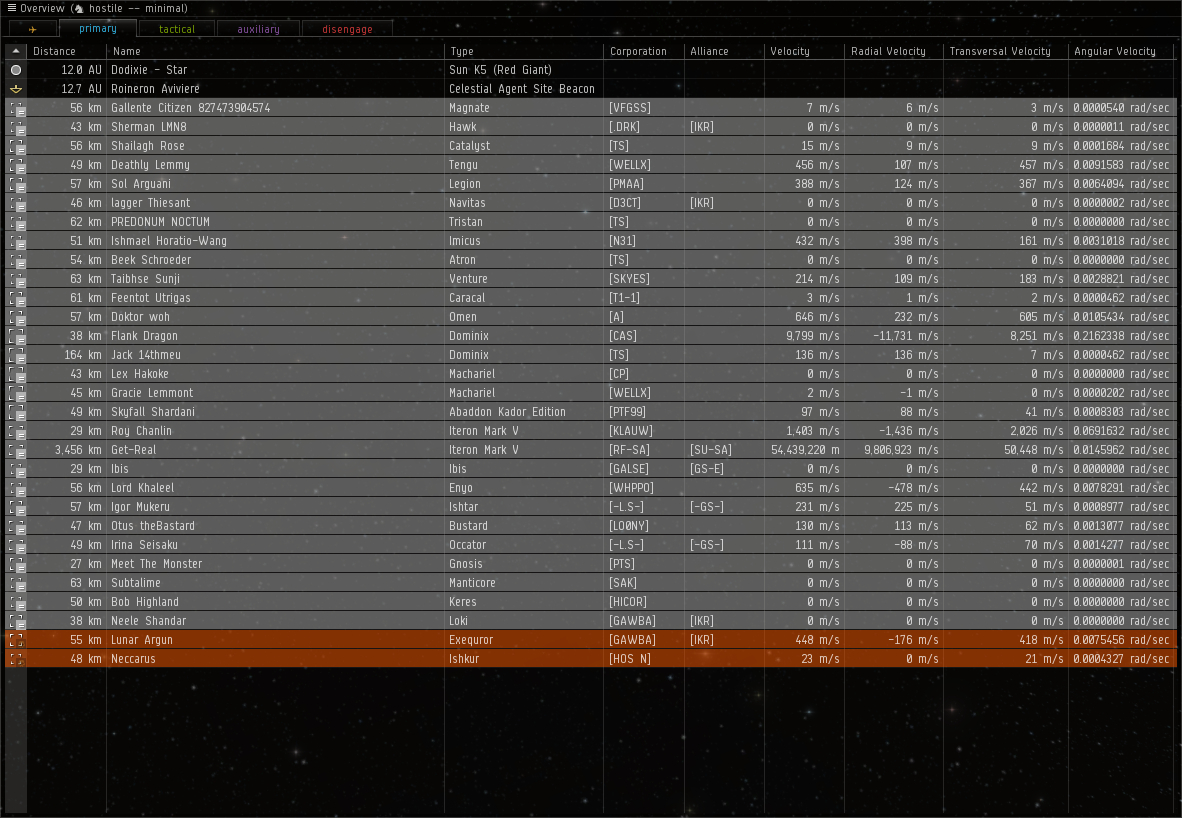 Overview (♞ hostile -- minimal)
primary tactical auxiliary disengage
Distance Name Type Corporation Alliance Velocity Radial Velocity Transversal Velocity Angular Velocity
12.0 AU Dodixie - Star Sun K5 (Red Giant)
12.7 AU Roineron Aviviere Celestial Agent Site Beacon
56 km Gallente Citizen 827473904574 Magnate [VFGSS] 7 m/s 6 m/s 3 m/s 0.0000540 rad/sec
43 km Sherman LMN8 Hawk [.DRK] [IKR] 0 m/s 0 m/s 0 m/s 0.0000011 rad/sec
56 km Shailagh Rose Catalyst [TS] 15 m/s 9 m/s 9 m/s 0.0001684 rad/sec
49 km Deathly Lemmy Tengu [WELLX] 456 m/s 107 m/s 457 m/s 0.0091583 rad/sec
57 km Sol Arguani Legion [PMAA] 388 m/s 124 m/s 367 m/s 0.0064094 rad/sec
46 km lagger Thiesant Navitas [D3CT] [IKR] 0 m/s 0 m/s 0 m/s 0.0000002 rad/sec
62 km PREDONUM NOCTUM Tristan [TS] 0 m/s 0 m/s 0 m/s 0.0000000 rad/sec
51 km Ishmael Horatio-Wang Imicus [N31] 432 m/s 398 m/s 161 m/s 0.0031018 rad/sec
54 km Beek Schroeder Atron [TS] 0 m/s 0 m/s 0 m/s 0.0000000 rad/sec
63 km Taibhse Sunji Venture [SKYES] 214 m/s 109 m/s 183 m/s 0.0028821 rad/sec
61 km Feentot Utrigas Caracal [T1-1] 3 m/s 1 m/s 2 m/s 0.0000462 rad/sec
57 km Doktor woh Omen [A] 646 m/s 232 m/s 605 m/s 0.0105434 rad/sec
38 km Flank Dragon Dominix [CAS] 9,799 m/s -11,731 m/s 8,251 m/s 0.2162338 rad/sec
164 km Jack 14thmeu Dominix [TS] 136 m/s 136 m/s 7 m/s 0.0000462 rad/sec
43 km Lex Hakoke Machariel [CP] 0 m/s 0 m/s 0 m/s 0.0000000 rad/sec
45 km Gracie Lemmont Machariel [WELLX] 2 m/s -1 m/s 0 m/s 0.0000202 rad/sec
49 km Skyfall Shardani Abaddon Kador Edition [PTF99] 97 m/s 88 m/s 41 m/s 0.0008303 rad/sec
29 km Roy Chanlin Iteron Mark V [KLAUW] 1,403 m/s -1,436 m/s 2,026 m/s 0.0691632 rad/sec
3,456 km Get-Real Iteron Mark V [RF-SA] [SU-SA] 54,439,220 m 9,806,923 m/s 50,448 m/s 0.0145962 rad/sec
29 km Ibis Ibis [GALSE] [GS-E] 0 m/s 0 m/s 0 m/s 0.0000000 rad/sec
56 km Lord Khaleel Enyo [WHPPO] 635 m/s -478 m/s 442 m/s 0.0078291 rad/sec
57 km Igor Mukeru Ishtar [-L.S-] [-GS-] 231 m/s 225 m/s 51 m/s 0.0008977 rad/sec
47 km Otus theBastard Bustard [LO0NY] 130 m/s 113 m/s 62 m/s 0.0013077 rad/sec
49 km Irina Seisaku Occator [-L.S-] [-GS-] 111 m/s -88 m/s 70 m/s 0.0014277 rad/sec
27 km Meet The Monster Gnosis [PTS] 0 m/s 0 m/s 0 m/s 0.0000001 rad/sec
63 km Subtalime Manticore [SAK] 0 m/s 0 m/s 0 m/s 0.0000000 rad/sec
50 km Bob Highland Keres [HICOR] 0 m/s 0 m/s 0 m/s 0.0000000 rad/sec
38 km Neele Shandar Loki [GAWBA] [IKR] 0 m/s 0 m/s 0 m/s 0.0000000 rad/sec
55 km Lunar Argun Exequror [GAWBA] [IKR] 448 m/s -176 m/s 418 m/s 0.0075456 rad/sec
48 km Neccarus Ishkur [HOS N] 23 m/s 0 m/s 21 m/s 0.0004327 rad/sec